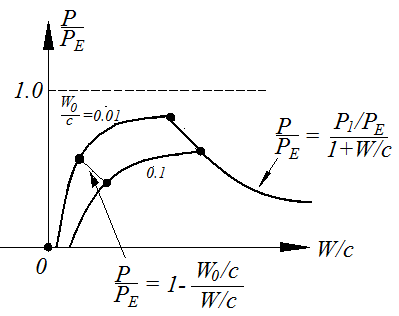 P/P_E
1.0
W_0/c =0.01
P/P_E = P_1/P_E / 1+W/c
0.1
W/c
0
P/P_E = 1- W_0/c / W/c